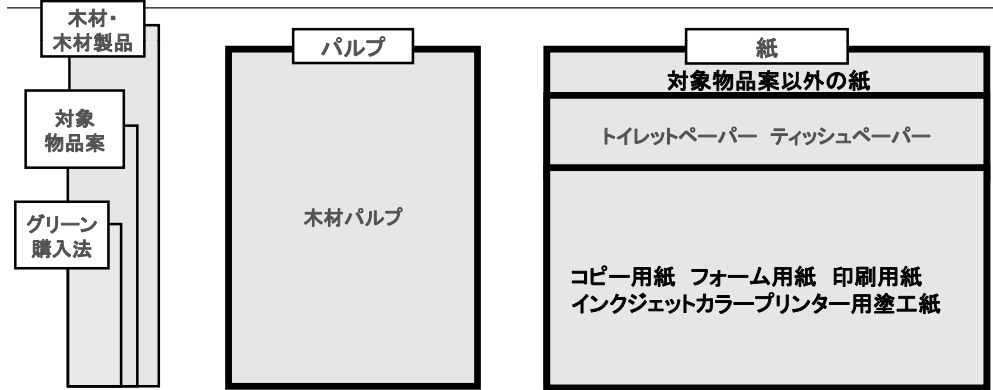 木材・
木材製品
対象
物品案
グリーン
購入法
パルプ
木材パルプ
紙
対象物品案以外の紙
トイレットペーパー ティッシュペーパー
コピー用紙 フォーム用紙 印刷用紙
インクジェットカラープリンター用塗工紙